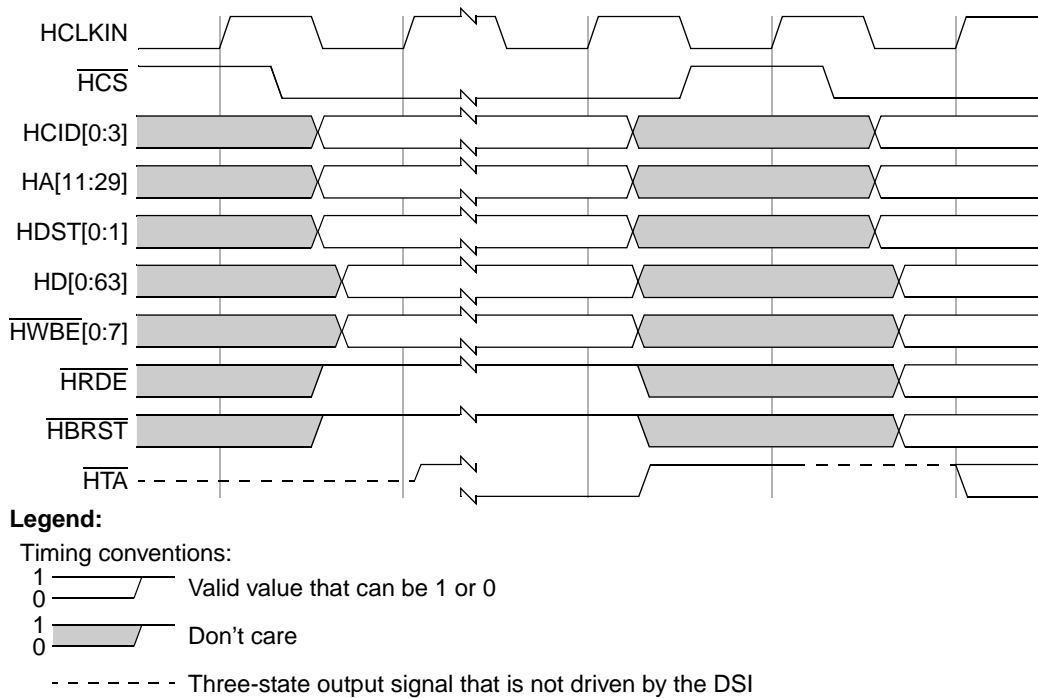 HCLKIN
HCS
HCID[0:3]
HA[11:29]
HDST[0:1]
HD[0:63]
HWBE[0:7]
HRDE
HBRST
HTA
Legend:
Timing conventions:
1
0
Valid value that can be 1 or 0
1
0
Don't care
Three-state output signal that is not driven by the DSI